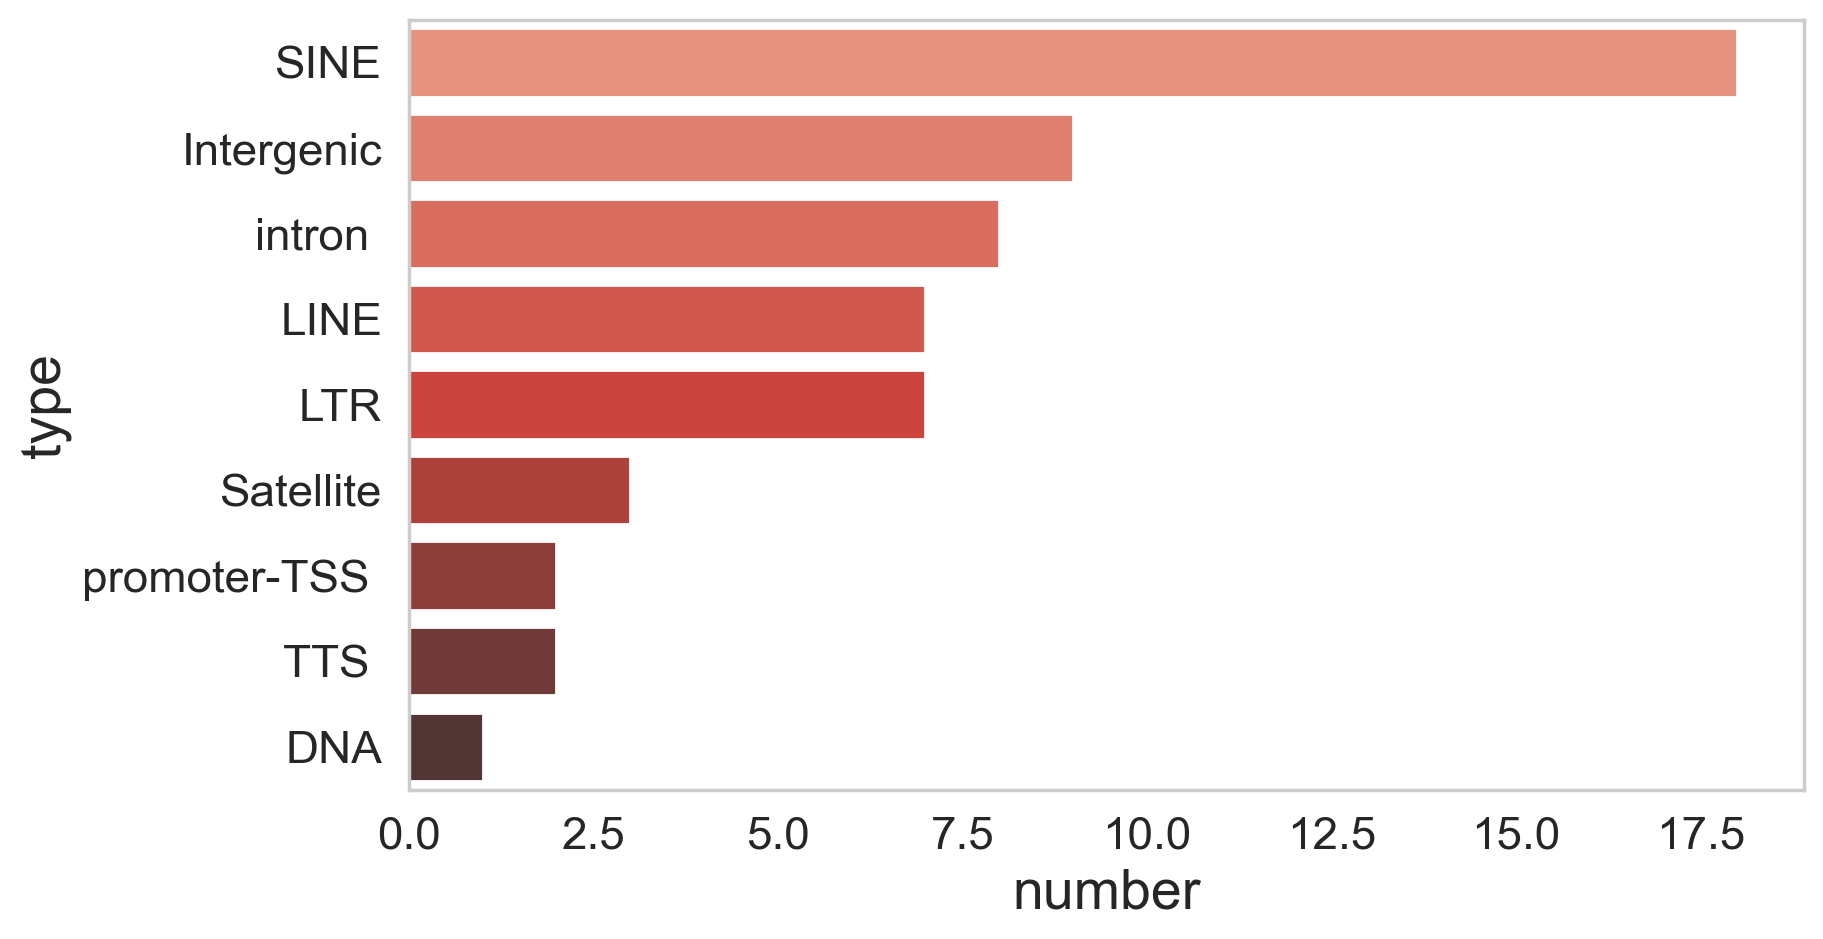 SINE
Intergenic
intron
LINE
LTR
Satellite
promoter-TSS
TTS
DNA
type
0.0 2.5 5.0 7.5 10.0 12.5 15.0 17.5
number